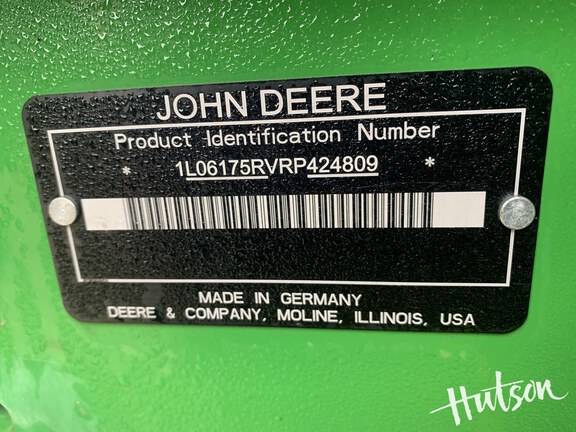 JOHN DEERE
Product Identification Number
* 1L06175RVRP424809 *
MADE IN GERMANY
DEERE & COMPANY, MOLINE, ILLINOIS, USA
Hutson